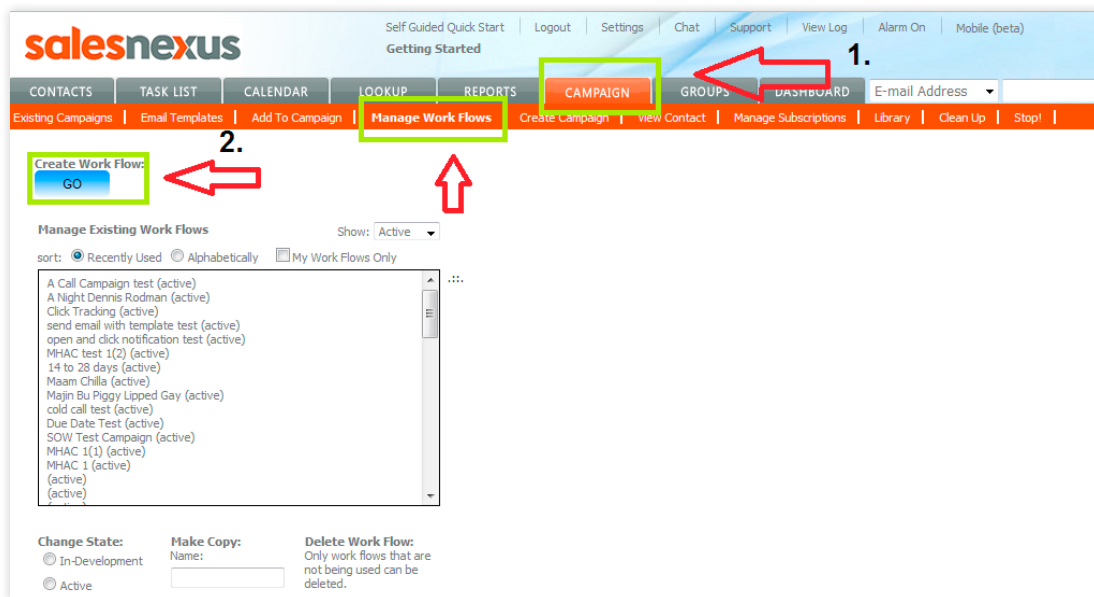 Self Guided Quick Start Logout Settings Chat Support View Log Alarm On Mobile (beta)
salesnexus
Getting Started
1.
CONTACTS TASK LIST CALENDAR LOOKUP REPORTS CAMPAIGN GROUPS DASHBOARD E-mail Address
Existing Campaigns Email Templates Add To Campaign Manage Work Flows Create Campaign View Contact Manage Subscriptions Library Clean Up Stop!
2.
Create Work Flow:
GO
Manage Existing Work Flows Show: Active
sort: Recently Used Alphabetically My Work Flows Only
A Call Campaign test (active)
A Night Dennis Rodman (active)
Click Tracking (active)
send email with template test (active)
open and click notification test (active)
MHAC test 1(2) (active)
14 to 28 days (active)
Maam Chilla (active)
Majin Bu Piggy Lipped Gay (active)
cold call test (active)
Due Date Test (active)
SOW Test Campaign (active)
MHAC 1(1) (active)
MHAC 1 (active)
(active)
(active)
Change State: Make Copy: Delete Work Flow:
In-Development Name: Only work flows that are
not being used can be
Active deleted.